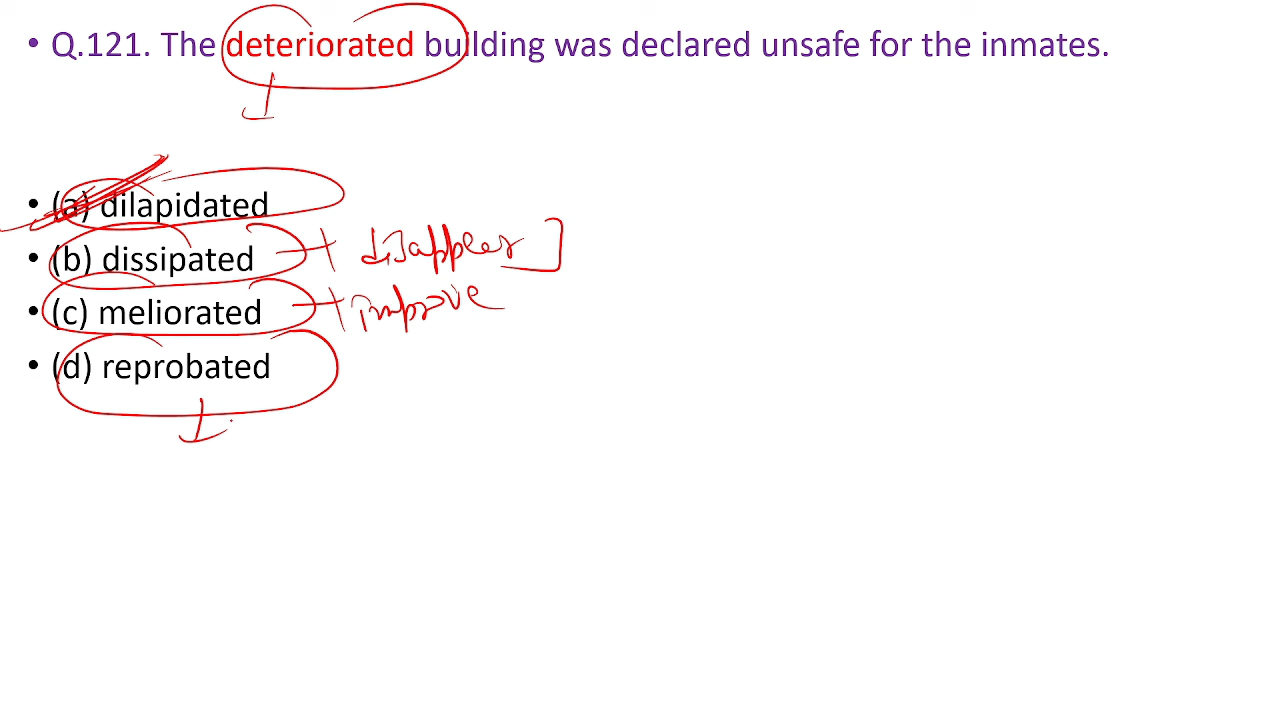 • Q.121. The deteriorated building was declared unsafe for the inmates.
• (a) dilapidated
• (b) dissipated → disappear ]
• (c) meliorated → improve
• (d) reprobated